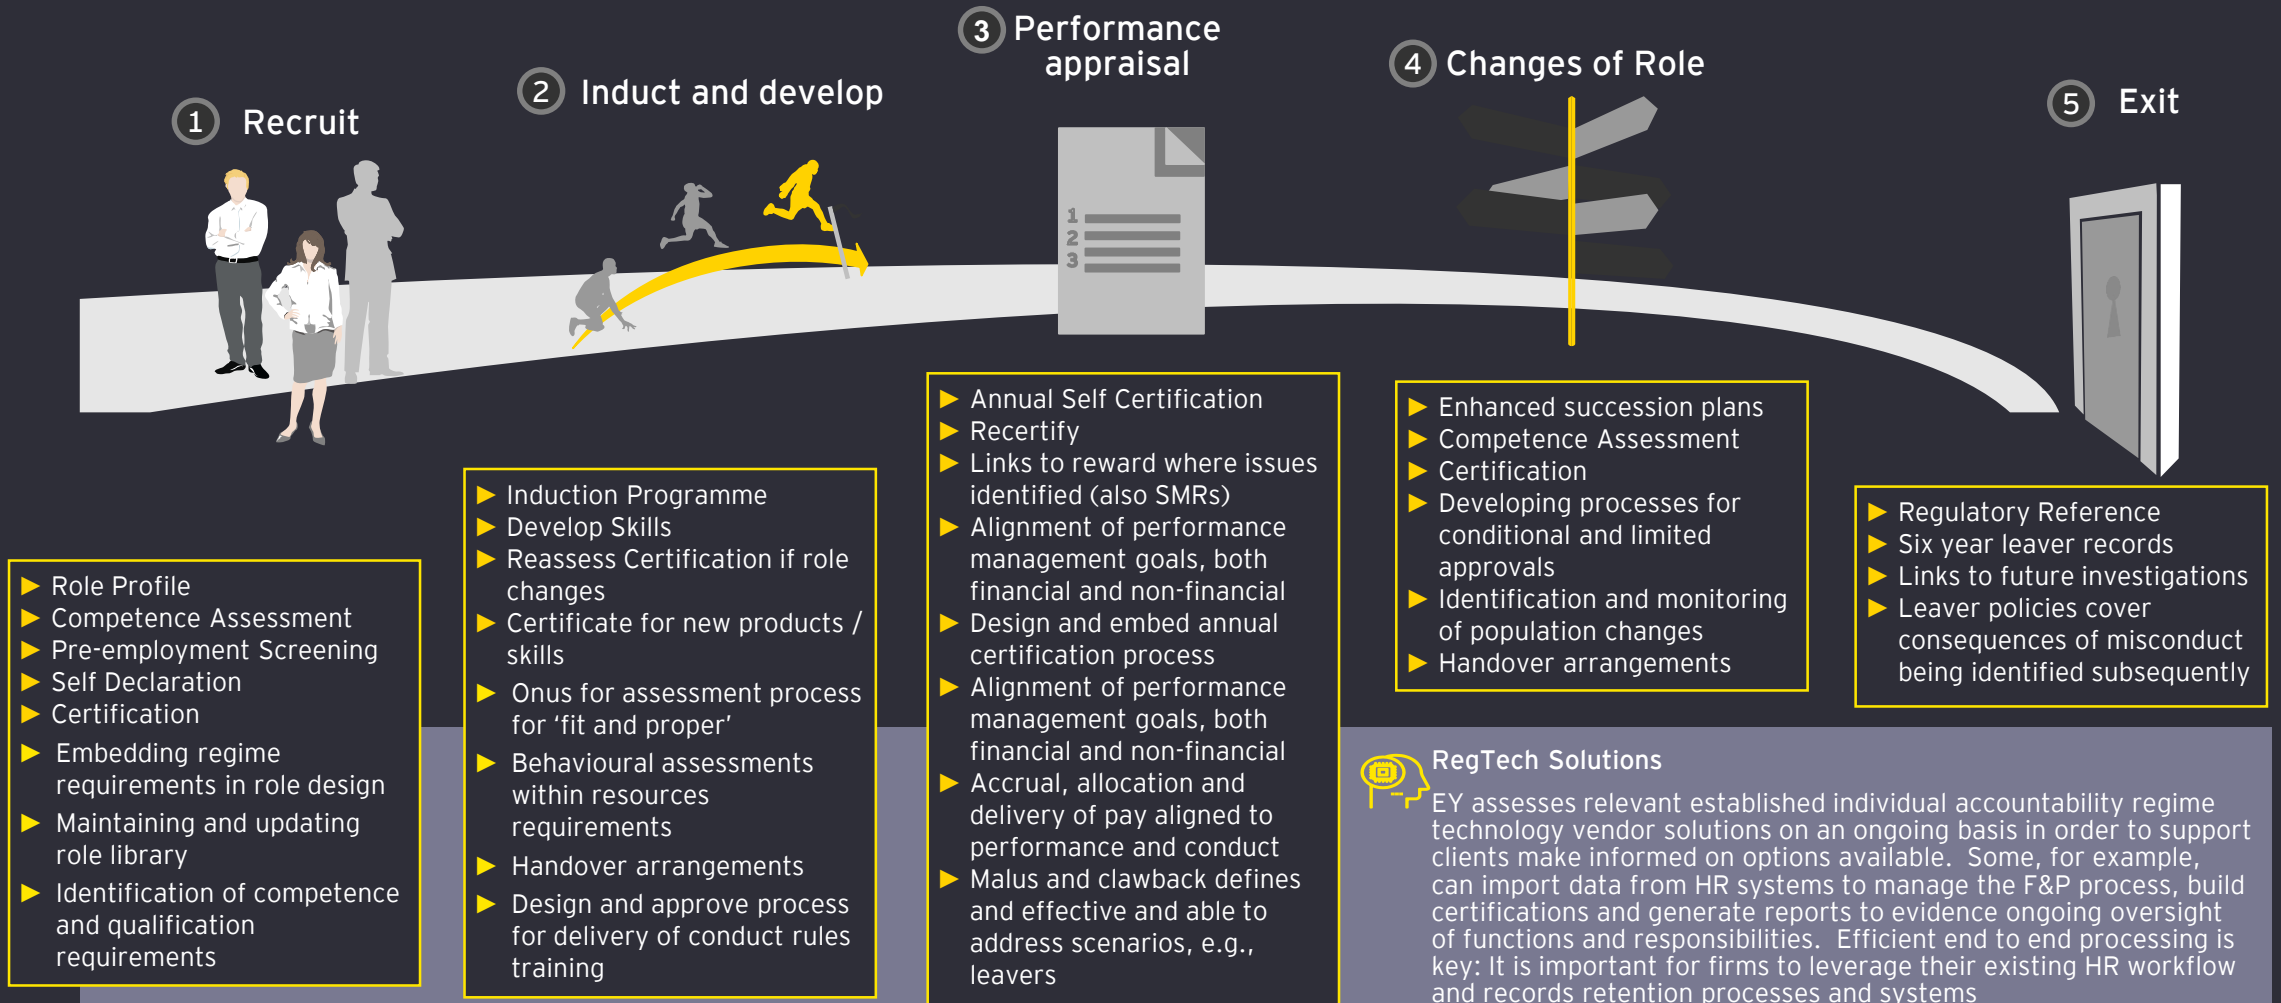 1 Recruit
2 Induct and develop
3 Performance
appraisal
4 Changes of Role
5 Exit
1
2
3
► Role Profile
► Competence Assessment
► Pre-employment Screening
► Self Declaration
► Certification
► Embedding regime
requirements in role design
► Maintaining and updating
role library
► Identification of competence
and qualification
requirements
► Induction Programme
► Develop Skills
► Reassess Certification if role
changes
► Certificate for new products /
skills
► Onus for assessment process
for ‘fit and proper’
► Behavioural assessments
within resources
requirements
► Handover arrangements
► Design and approve process
for delivery of conduct rules
training
► Annual Self Certification
► Recertify
► Links to reward where issues
identified (also SMRs)
► Alignment of performance
management goals, both
financial and non-financial
► Design and embed annual
certification process
► Alignment of performance
management goals, both
financial and non-financial
► Accrual, allocation and
delivery of pay aligned to
performance and conduct
► Malus and clawback defines
and effective and able to
address scenarios, e.g.,
leavers
► Enhanced succession plans
► Competence Assessment
► Certification
► Developing processes for
conditional and limited
approvals
► Identification and monitoring
of population changes
► Handover arrangements
► Regulatory Reference
► Six year leaver records
► Links to future investigations
► Leaver policies cover
consequences of misconduct
being identified subsequently
RegTech Solutions
EY assesses relevant established individual accountability regime
technology vendor solutions on an ongoing basis in order to support
clients make informed on options available. Some, for example,
can import data from HR systems to manage the F&P process, build
certifications and generate reports to evidence ongoing oversight
of functions and responsibilities. Efficient end to end processing is
key: It is important for firms to leverage their existing HR workflow
and records retention processes and systems